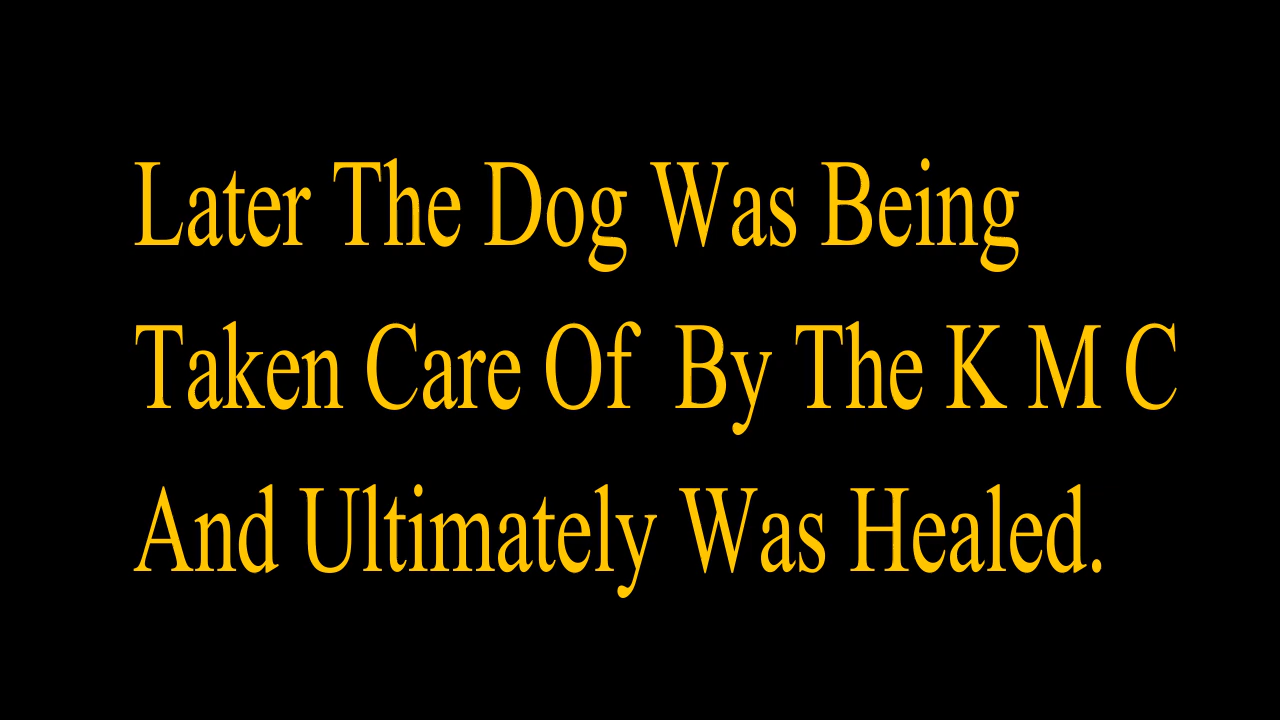 Later The Dog Was Being
Taken Care Of  By The K M C
And Ultimately Was Healed.